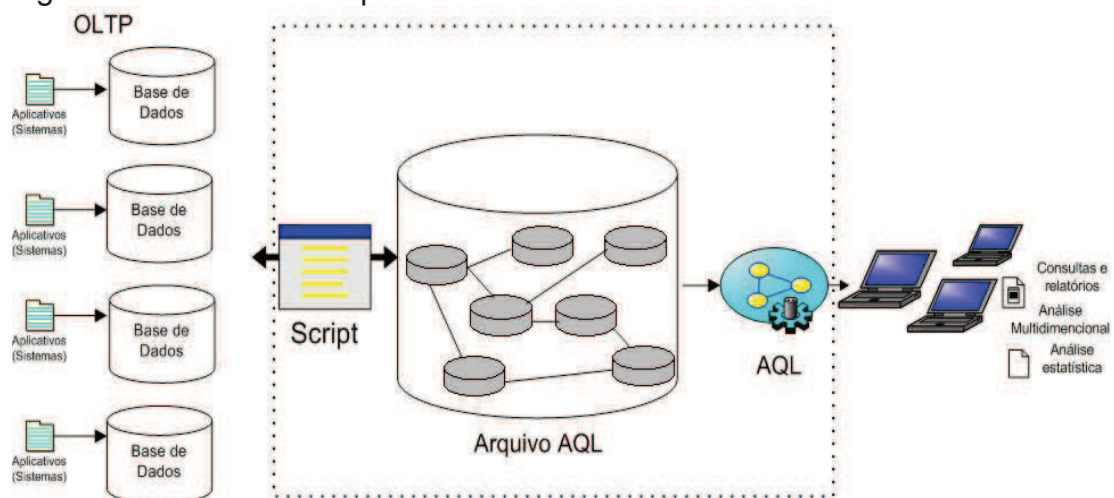 OLTP
Aplicativos
(Sistemas)
Base de
Dados
Aplicativos
(Sistemas)
Base de
Dados
Aplicativos
(Sistemas)
Base de
Dados
Aplicativos
(Sistemas)
Base de
Dados
Script
Arquivo AQL
AQL
Consultas e
relatórios
Análise
Multidimencional
Análise
estatística